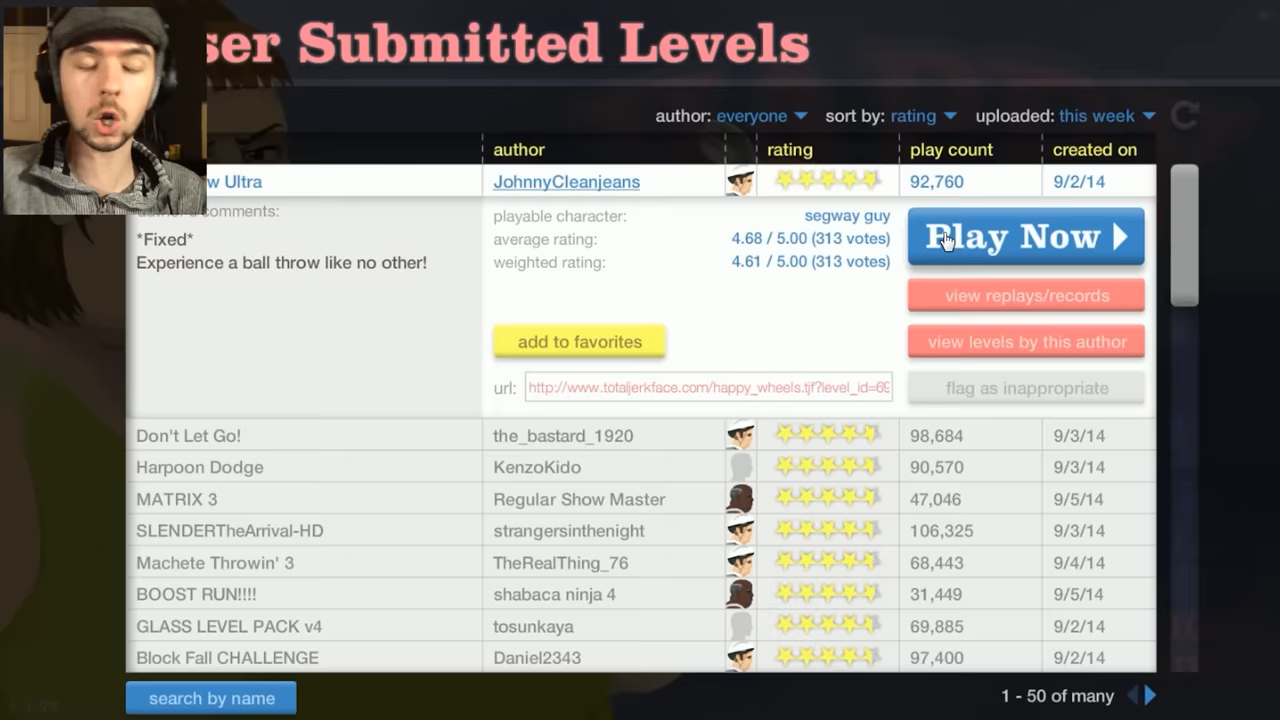 ser Submitted Levels
author: everyone sort by: rating uploaded: this week
author rating play count created on
w Ultra JohnnyCleanjeans 92,760 9/2/14
comments:
*Fixed*
Experience a ball throw like no other!
playable character: segway guy
average rating: 4.68 / 5.00 (313 votes)
weighted rating: 4.61 / 5.00 (313 votes)
Play Now
view replays/records
add to favorites
view levels by this author
url: http://www.totaljerkface.com/happy_wheels.tjf?level_id=69
flag as inappropriate
Don't Let Go! the_bastard_1920 98,684 9/3/14
Harpoon Dodge KenzoKido 90,570 9/3/14
MATRIX 3 Regular Show Master 47,046 9/5/14
SLENDERTheArrival-HD strangersinthenight 106,325 9/3/14
Machete Throwin' 3 TheRealThing_76 68,443 9/4/14
BOOST RUN!!!! shabaca ninja 4 31,449 9/5/14
GLASS LEVEL PACK v4 tosunkaya 69,885 9/2/14
Block Fall CHALLENGE Daniel2343 97,400 9/2/14
search by name 1 - 50 of many